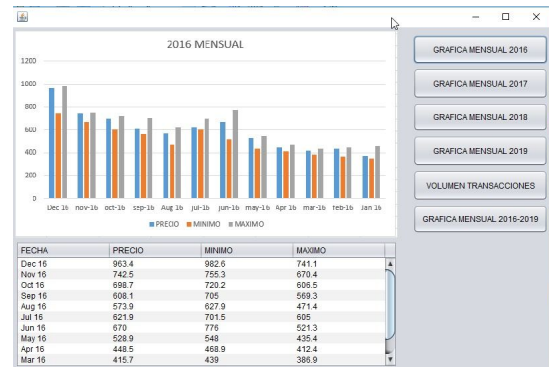 2016 MENSUAL
1200
1000
800
600
400
200
0
Dec 16 nov-16 oct-16 sep-16 Aug 16 jul-16 jun-16 may-16 Apr 16 mar-16 feb-16 Jan 16
PRECIO MINIMO MAXIMO
FECHA PRECIO MINIMO MAXIMO
Dec 16 963.4 982.6 741.1
Nov 16 742.5 755.3 670.4
Oct 16 698.7 720.2 606.5
Sep 16 608.1 705 569.3
Aug 16 573.9 627.9 471.4
Jul 16 621.9 701.5 605
Jun 16 670 776 521.3
May 16 528.9 548 435.4
Apr 16 448.5 468.9 412.4
Mar 16 415.7 439 386.9
GRAFICA MENSUAL 2016
GRAFICA MENSUAL 2017
GRAFICA MENSUAL 2018
GRAFICA MENSUAL 2019
VOLUMEN TRANSACCIONES
GRAFICA MENSUAL 2016-2019